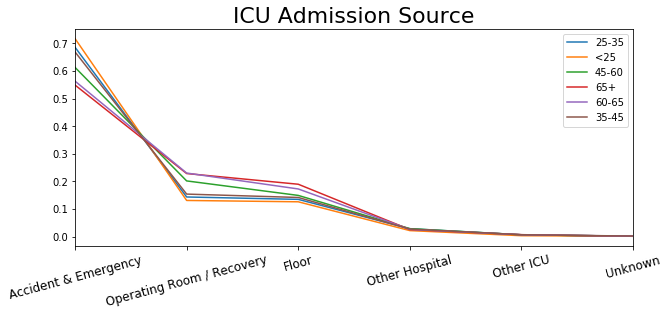 ICU Admission Source
0.7
0.6
0.5
0.4
0.3
0.2
0.1
0.0
25-35
<25
45-60
65+
60-65
35-45
Accident & Emergency
Operating Room / Recovery
Floor
Other Hospital
Other ICU
Unknown